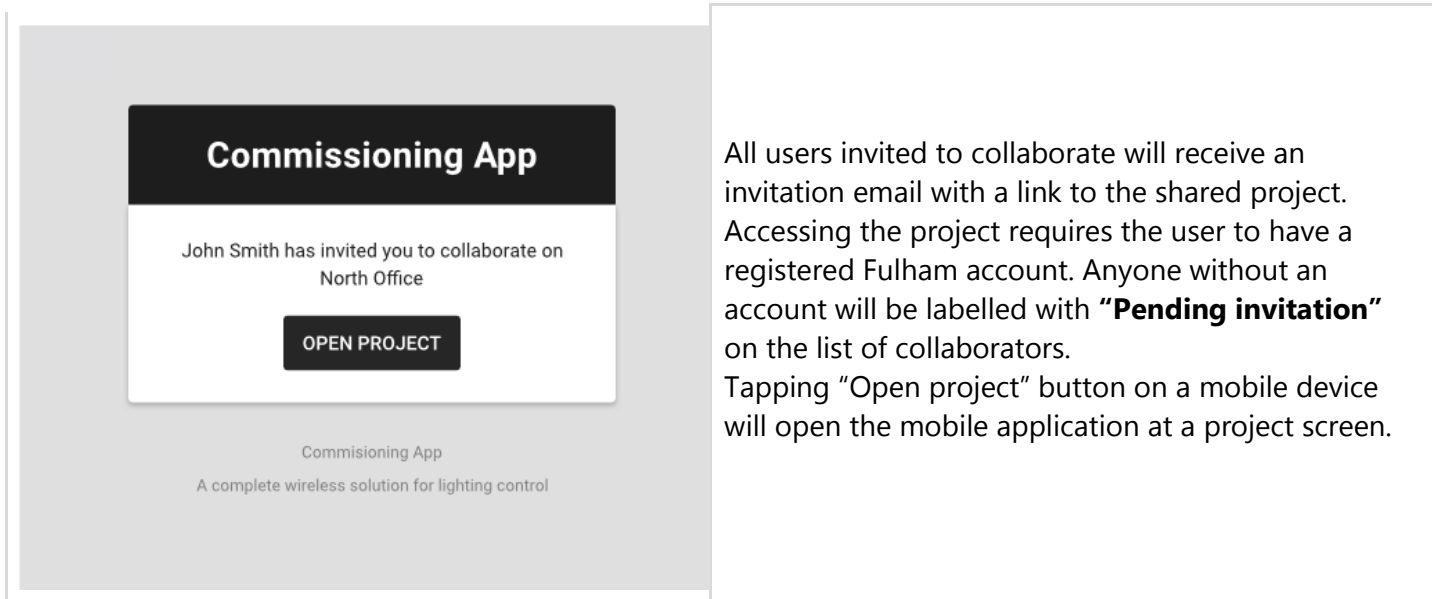 Commissioning App
John Smith has invited you to collaborate on
North Office
OPEN PROJECT
Commisioning App
A complete wireless solution for lighting control
All users invited to collaborate will receive an
invitation email with a link to the shared project.
Accessing the project requires the user to have a
registered Fulham account. Anyone without an
account will be labelled with “Pending invitation”
on the list of collaborators.
Tapping “Open project” button on a mobile device
will open the mobile application at a project screen.